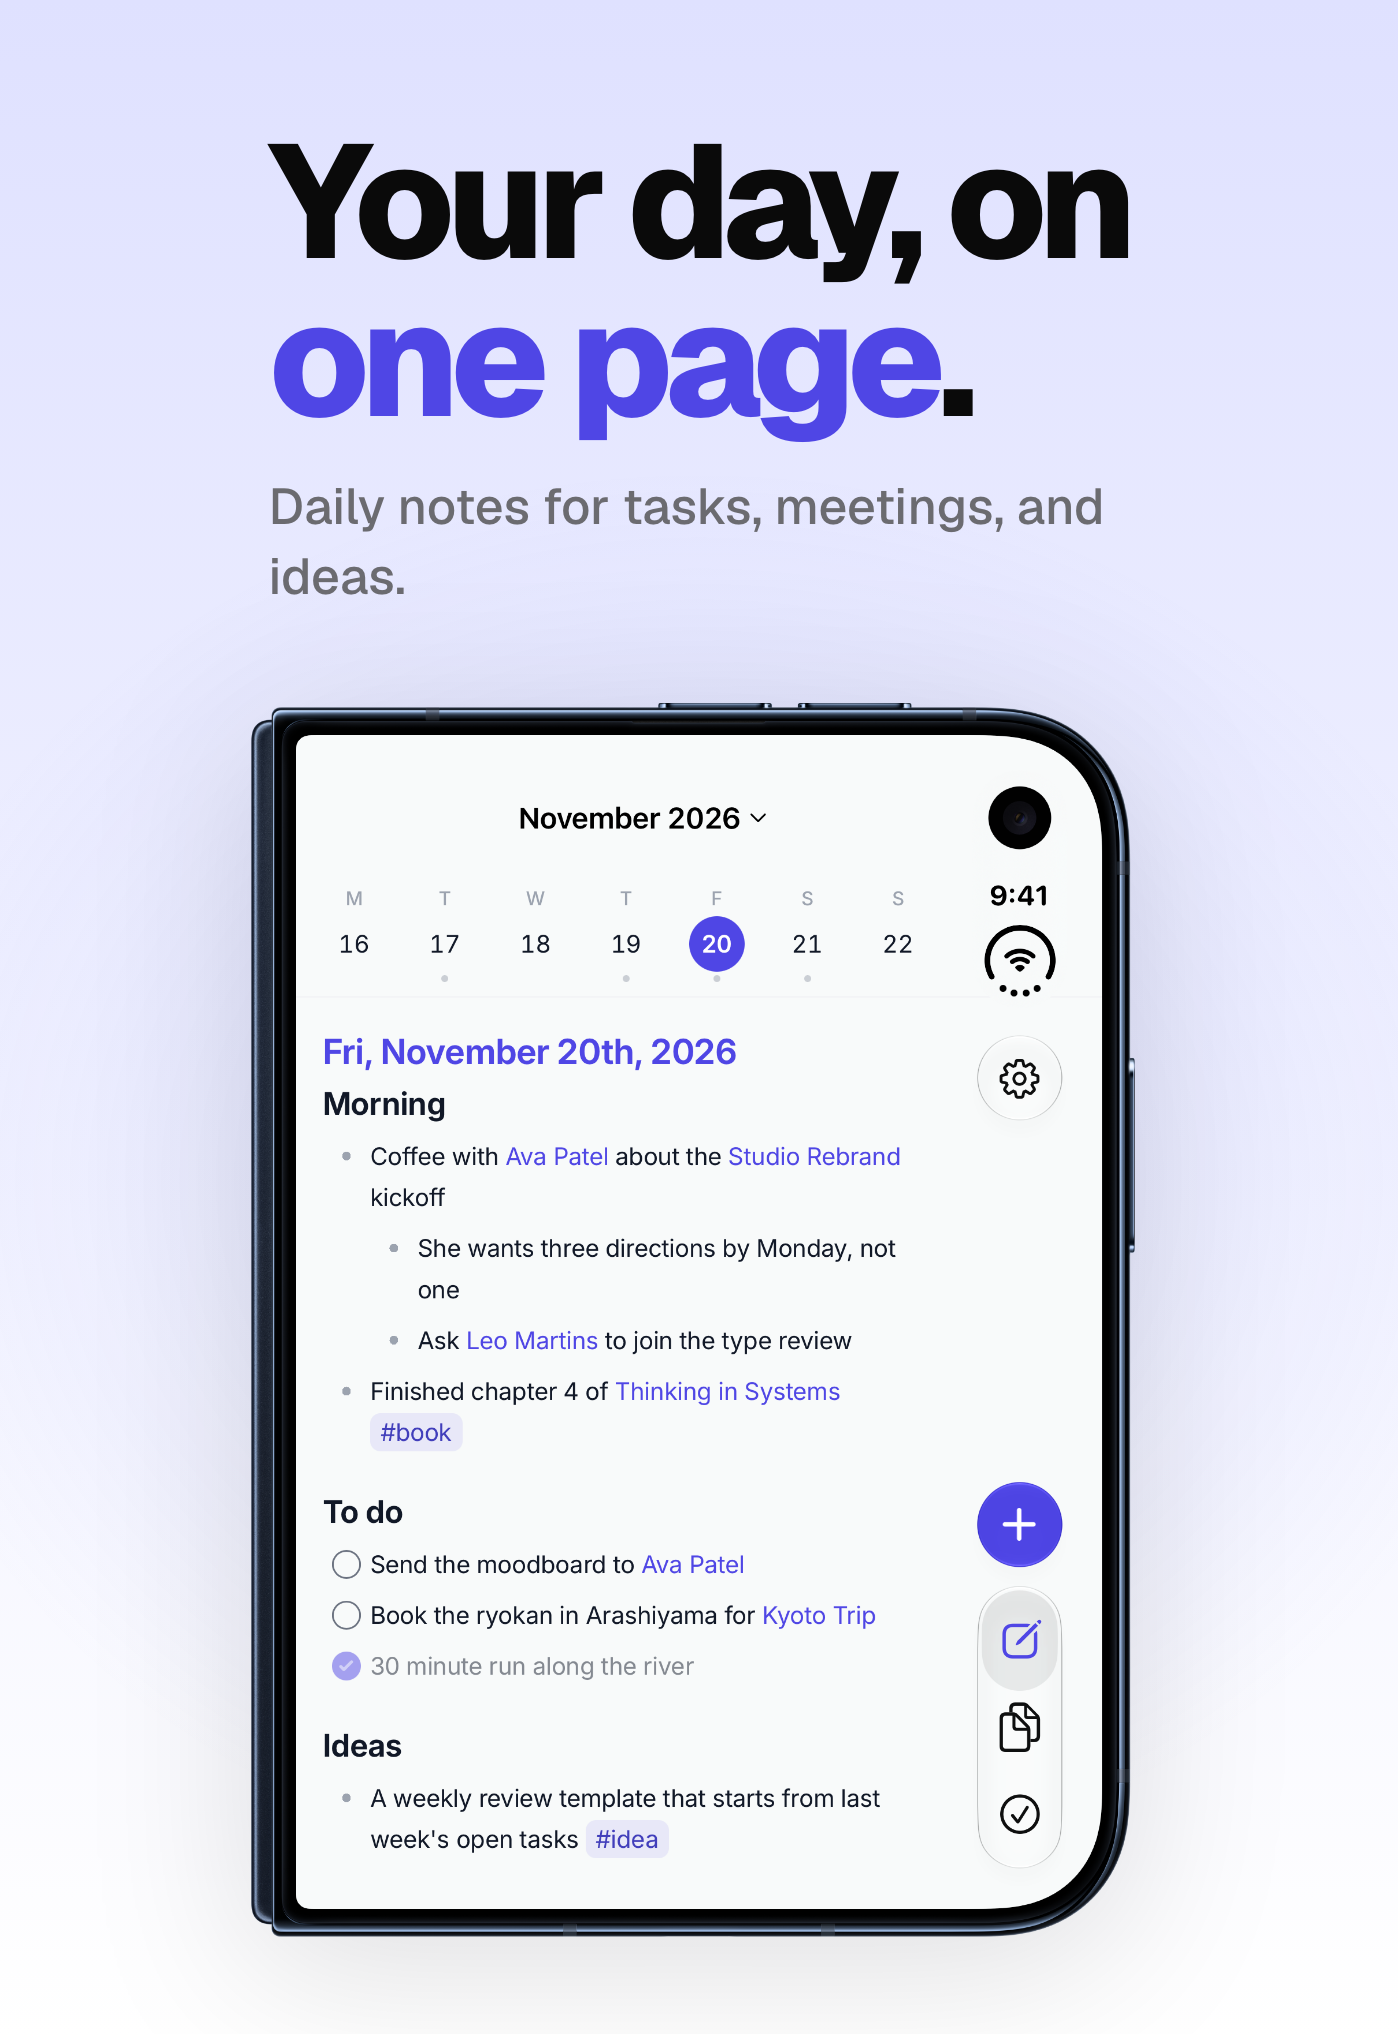 Your day, on
one page.
Daily notes for tasks, meetings, and
ideas.
November 2026
9:41
M T W T F S S
16 17 18 19 20 21 22
Fri, November 20th, 2026
Morning
Coffee with Ava Patel about the Studio Rebrand
kickoff
She wants three directions by Monday, not
one
Ask Leo Martins to join the type review
Finished chapter 4 of Thinking in Systems
#book
To do
Send the moodboard to Ava Patel
Book the ryokan in Arashiyama for Kyoto Trip
30 minute run along the river
Ideas
A weekly review template that starts from last
week's open tasks #idea